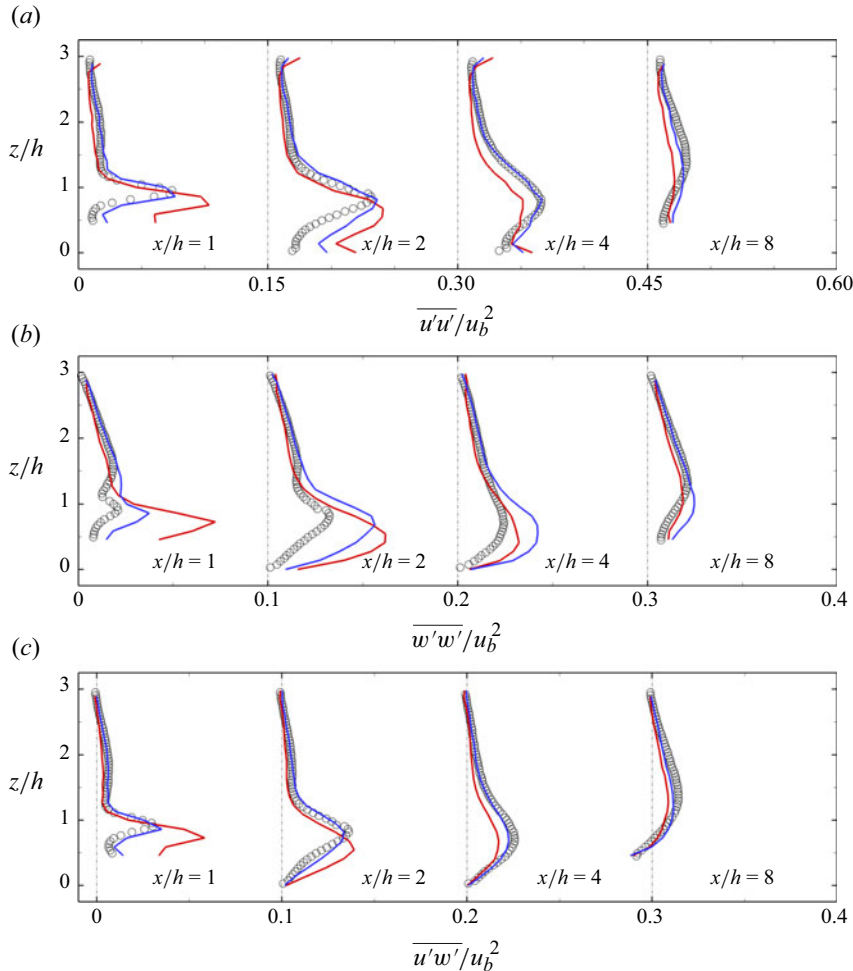 (a)
3
2
z/h
1
0
x/h = 1
x/h = 2
x/h = 4
x/h = 8
0
0.15
0.30
0.45
0.60
u′u′/u_b^2
(b)
3
2
z/h
1
0
x/h = 1
x/h = 2
x/h = 4
x/h = 8
0
0.1
0.2
0.3
0.4
w′w′/u_b^2
(c)
3
2
z/h
1
0
x/h = 1
x/h = 2
x/h = 4
x/h = 8
0
0.1
0.2
0.3
0.4
u′w′/u_b^2